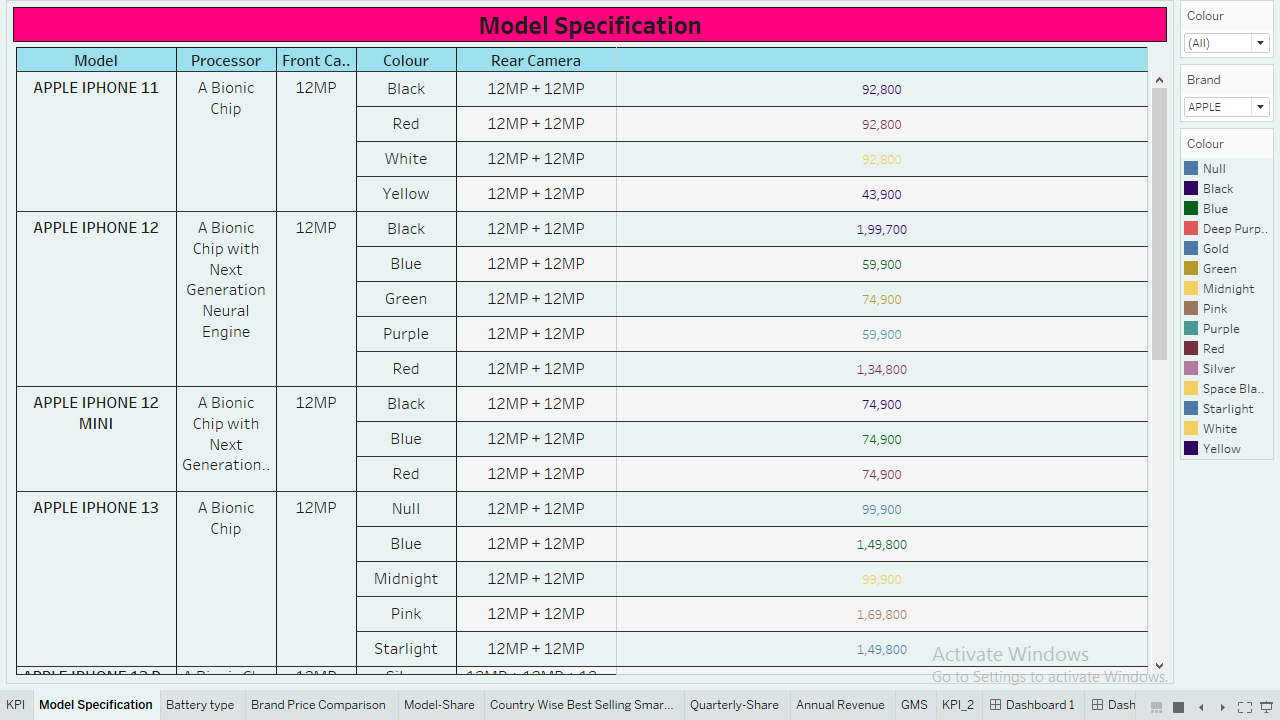 Model Specification
Model Processor Front Ca.. Colour Rear Camera
APPLE IPHONE 11 A Bionic Chip 12MP Black 12MP + 12MP 92,800
Red 12MP + 12MP 92,800
White 12MP + 12MP 92,800
Yellow 12MP + 12MP 43,900
APPLE IPHONE 12 A Bionic Chip with Next Generation Neural Engine 12MP Black 12MP + 12MP 1,99,700
Blue 12MP + 12MP 59,900
Green 12MP + 12MP 74,900
Purple 12MP + 12MP 59,900
Red 12MP + 12MP 1,34,800
APPLE IPHONE 12 MINI A Bionic Chip with Next Generation.. 12MP Black 12MP + 12MP 74,900
Blue 12MP + 12MP 74,900
Red 12MP + 12MP 74,900
APPLE IPHONE 13 A Bionic Chip 12MP Null 12MP + 12MP 99,900
Blue 12MP + 12MP 1,49,800
Midnight 12MP + 12MP 99,900
Pink 12MP + 12MP 1,69,800
Starlight 12MP + 12MP 1,49,800
Activate Windows
Go to Settings to activate Windows.
Colour
(All)
Brand
APPLE
Colour
Null
Black
Blue
Deep Purp..
Gold
Green
Midnight
Pink
Purple
Red
Silver
Space Bla..
Starlight
White
Yellow
KPI Model Specification Battery type Brand Price Comparison Model-Share Country Wise Best Selling Smar... Quarterly-Share Annual Revenue GMS KPI_2 Dashboard 1 Dash